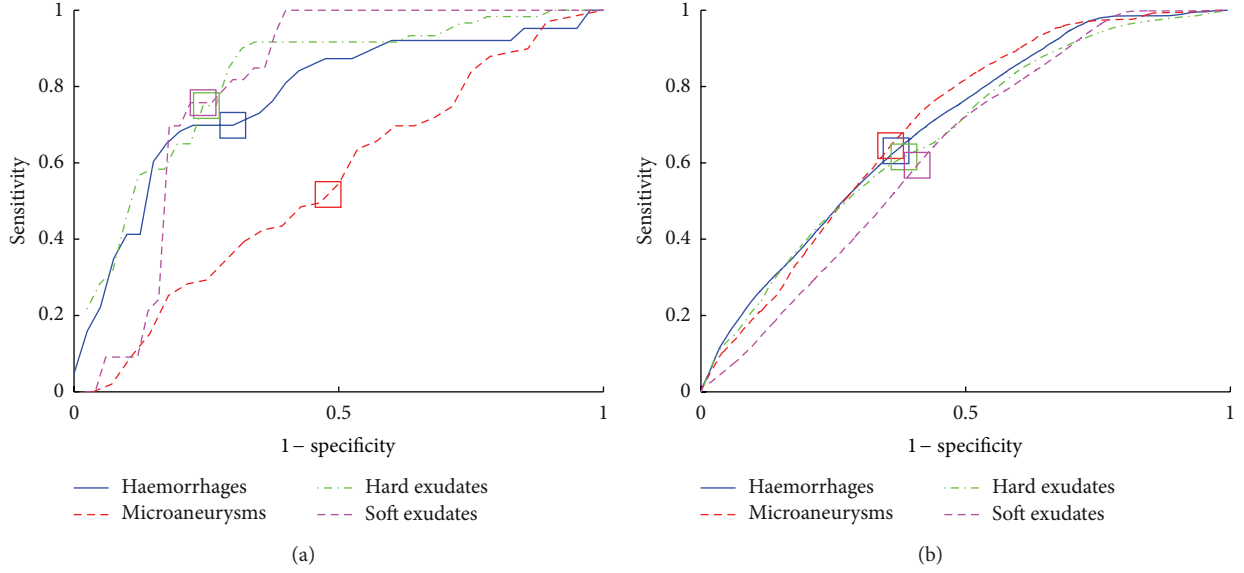 1
0.8
0.6
0.4
0.2
0
Sensitivity
0
0.5
1
1 − specificity
Haemorrhages
Microaneurysms
Hard exudates
Soft exudates
(a)
1
0.8
0.6
0.4
0.2
0
Sensitivity
0
0.5
1
1 − specificity
Haemorrhages
Microaneurysms
Hard exudates
Soft exudates
(b)